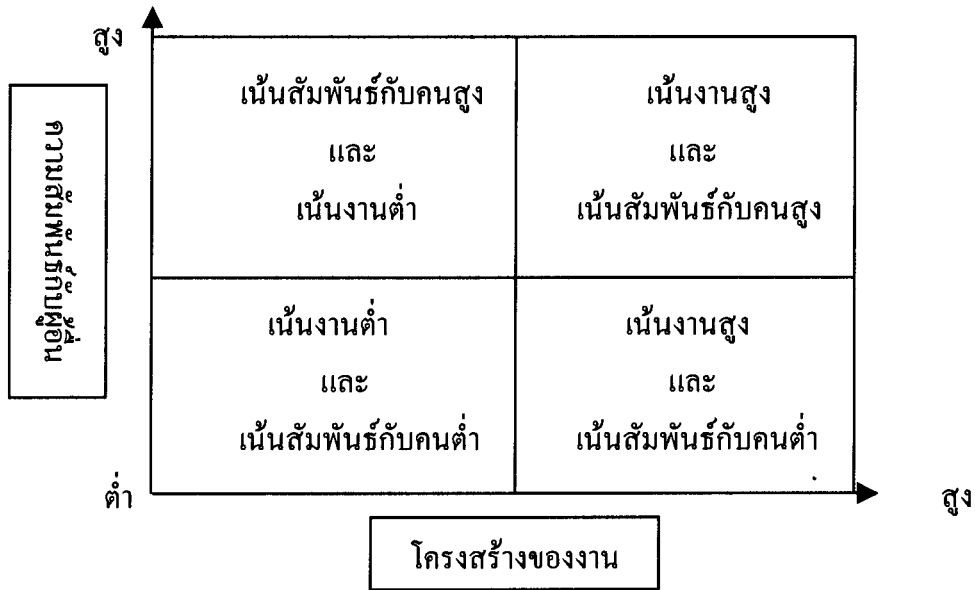 สูง
เน้นสัมพันธ์กับคนสูง
และ
เน้นงานต่ำ
เน้นงานสูง
และ
เน้นสัมพันธ์กับคนสูง
ความสัมพันธ์กับผู้อื่น
เน้นงานต่ำ
และ
เน้นสัมพันธ์กับคนต่ำ
เน้นงานสูง
และ
เน้นสัมพันธ์กับคนต่ำ
ต่ำ
สูง
โครงสร้างของงาน